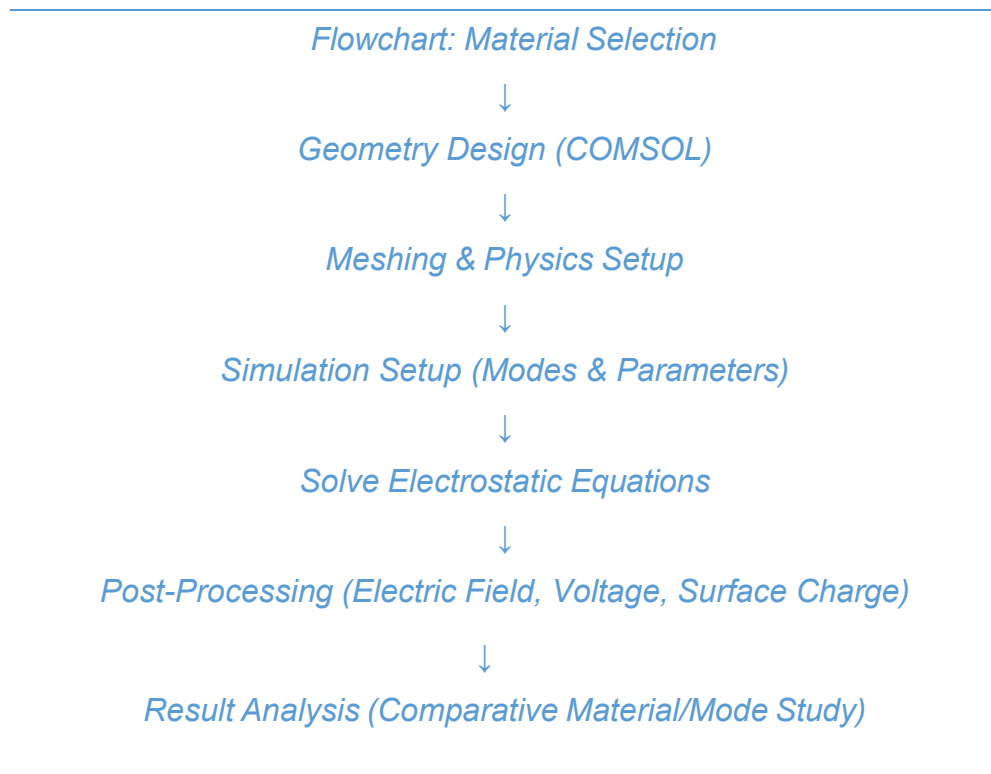 Flowchart: Material Selection
↓
Geometry Design (COMSOL)
↓
Meshing & Physics Setup
↓
Simulation Setup (Modes & Parameters)
↓
Solve Electrostatic Equations
↓
Post-Processing (Electric Field, Voltage, Surface Charge)
↓
Result Analysis (Comparative Material/Mode Study)